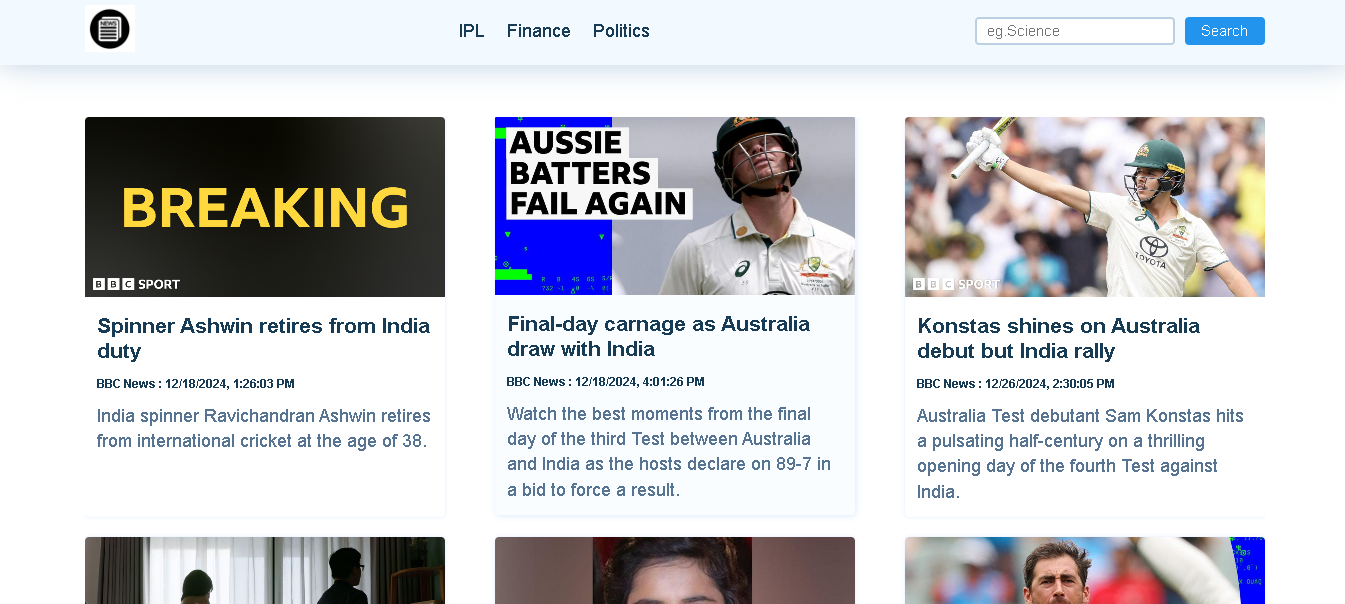 NEWS
IPL Finance Politics
eg.Science
Search
BREAKING
BBC SPORT
Spinner Ashwin retires from India
duty
BBC News : 12/18/2024, 1:26:03 PM
India spinner Ravichandran Ashwin retires
from international cricket at the age of 38.
AUSSIE
BATTERS
FAIL AGAIN
Final-day carnage as Australia
draw with India
BBC News : 12/18/2024, 4:01:26 PM
Watch the best moments from the final
day of the third Test between Australia
and India as the hosts declare on 89-7 in
a bid to force a result.
TOYOTA
BBC SPORT
Konstas shines on Australia
debut but India rally
BBC News : 12/26/2024, 2:30:05 PM
Australia Test debutant Sam Konstas hits
a pulsating half-century on a thrilling
opening day of the fourth Test against
India.